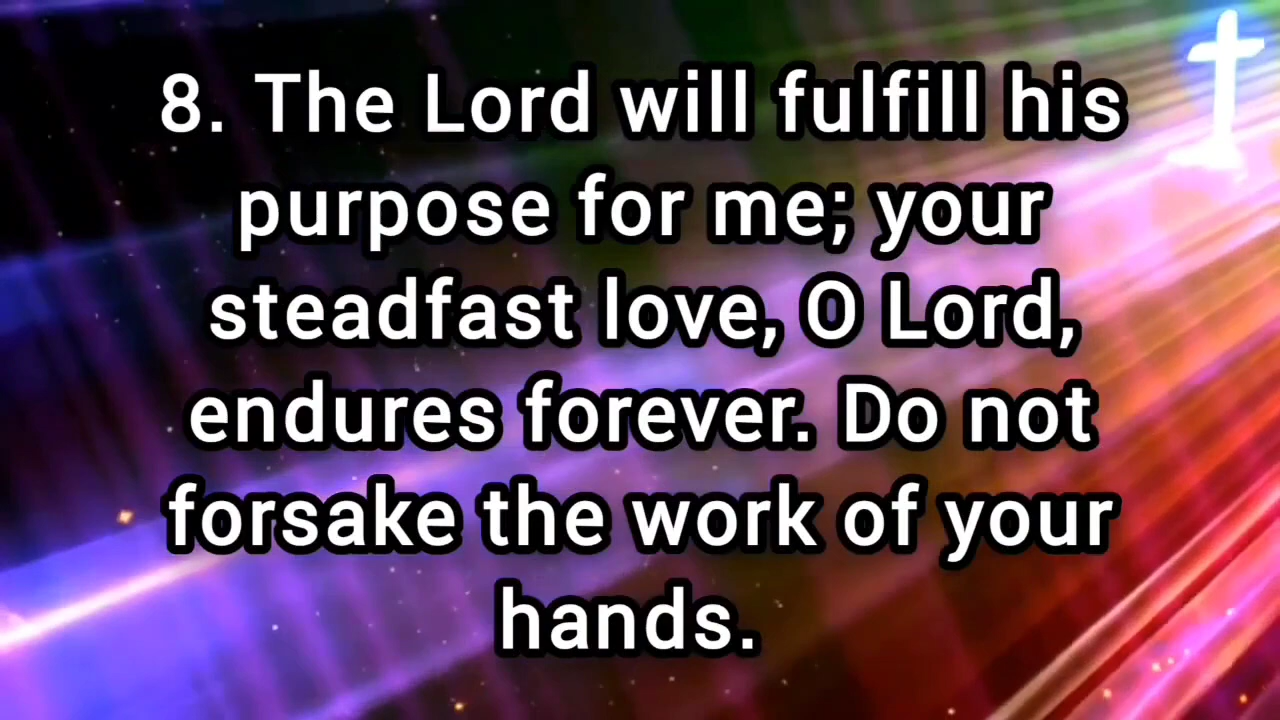 8. The Lord will fulfill his
purpose for me; your
steadfast love, O Lord,
endures forever. Do not
forsake the work of your
hands.